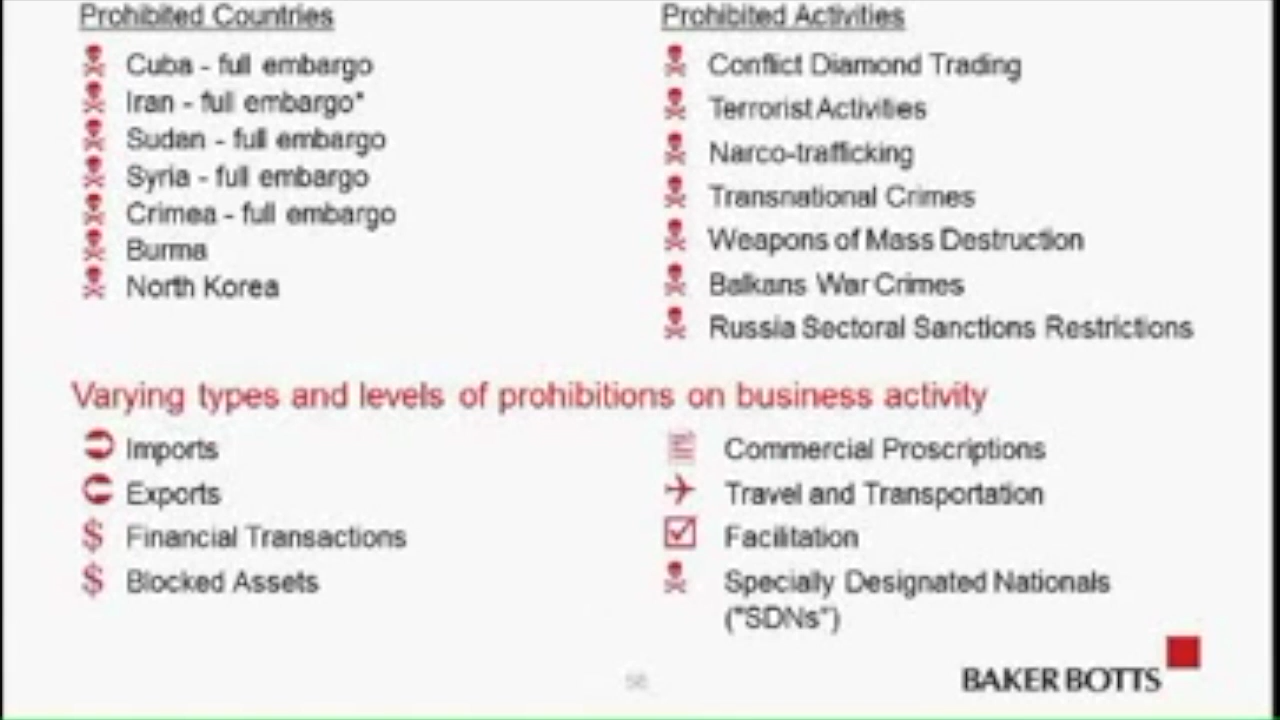 Prohibited Countries
Cuba - full embargo
Iran - full embargo*
Sudan - full embargo
Syria - full embargo
Crimea - full embargo
Burma
North Korea
Prohibited Activities
Conflict Diamond Trading
Terrorist Activities
Narco-trafficking
Transnational Crimes
Weapons of Mass Destruction
Balkans War Crimes
Russia Sectoral Sanctions Restrictions
Varying types and levels of prohibitions on business activity
Imports
Exports
$ Financial Transactions
$ Blocked Assets
Commercial Proscriptions
Travel and Transportation
Facilitation
Specially Designated Nationals
("SDNs")
BAKER BOTTS